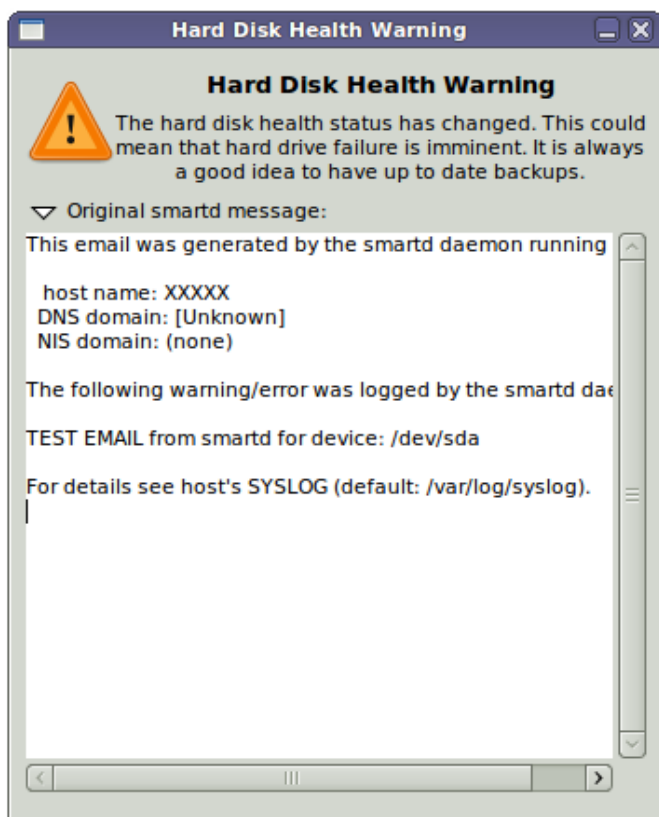 Hard Disk Health Warning
Hard Disk Health Warning
The hard disk health status has changed. This could
mean that hard drive failure is imminent. It is always
a good idea to have up to date backups.
Original smartd message:
This email was generated by the smartd daemon running
host name: XXXXX
DNS domain: [Unknown]
NIS domain: (none)
The following warning/error was logged by the smartd dae
TEST EMAIL from smartd for device: /dev/sda
For details see host's SYSLOG (default: /var/log/syslog).